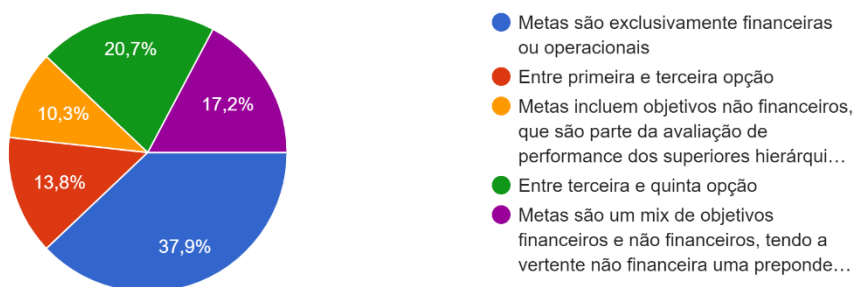 20,7%
17,2%
10,3%
13,8%
37,9%
Metas são exclusivamente financeiras
ou operacionais
Entre primeira e terceira opção
Metas incluem objetivos não financeiros,
que são parte da avaliação de
performance dos superiores hierárqui…
Entre terceira e quinta opção
Metas são um mix de objetivos
financeiros e não financeiros, tendo a
vertente não financeira uma preponde…